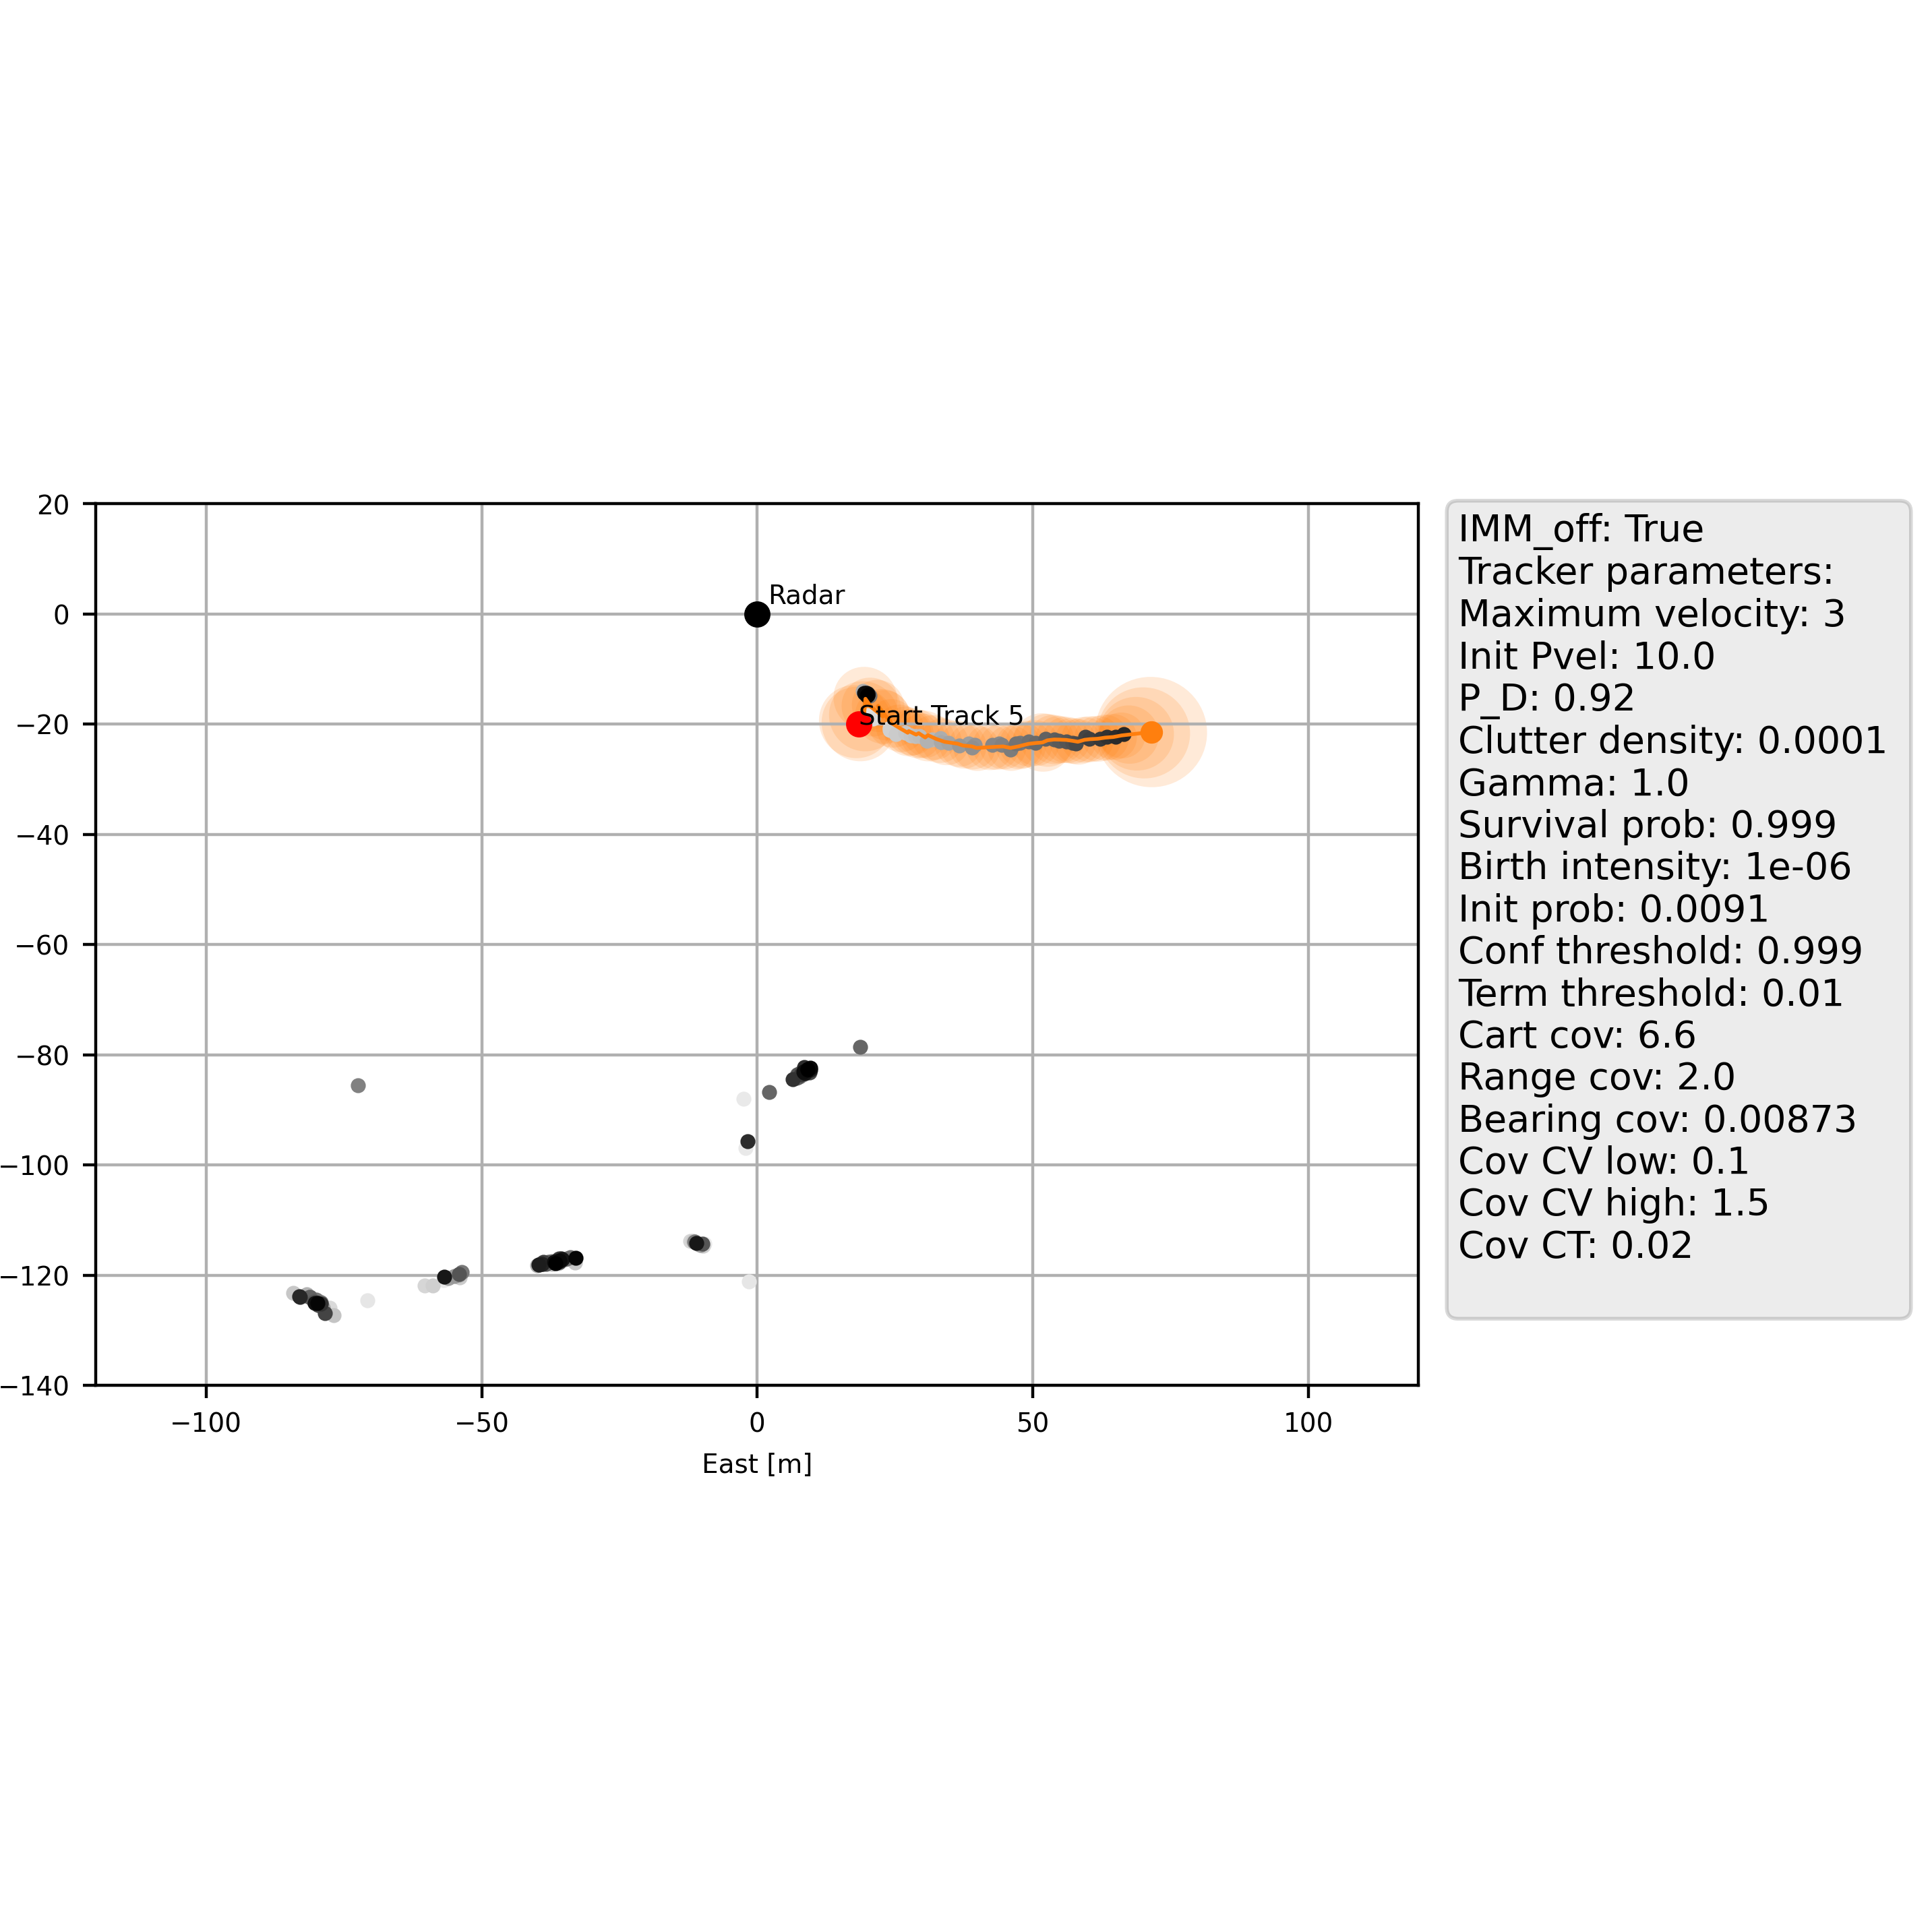 20
0
−20
−40
−60
−80
−100
−120
−140
−100
−50
0
50
100
East [m]
Radar
Start Track 5
IMM_off: True
Tracker parameters:
Maximum velocity: 3
Init Pvel: 10.0
P_D: 0.92
Clutter density: 0.0001
Gamma: 1.0
Survival prob: 0.999
Birth intensity: 1e-06
Init prob: 0.0091
Conf threshold: 0.999
Term threshold: 0.01
Cart cov: 6.6
Range cov: 2.0
Bearing cov: 0.00873
Cov CV low: 0.1
Cov CV high: 1.5
Cov CT: 0.02